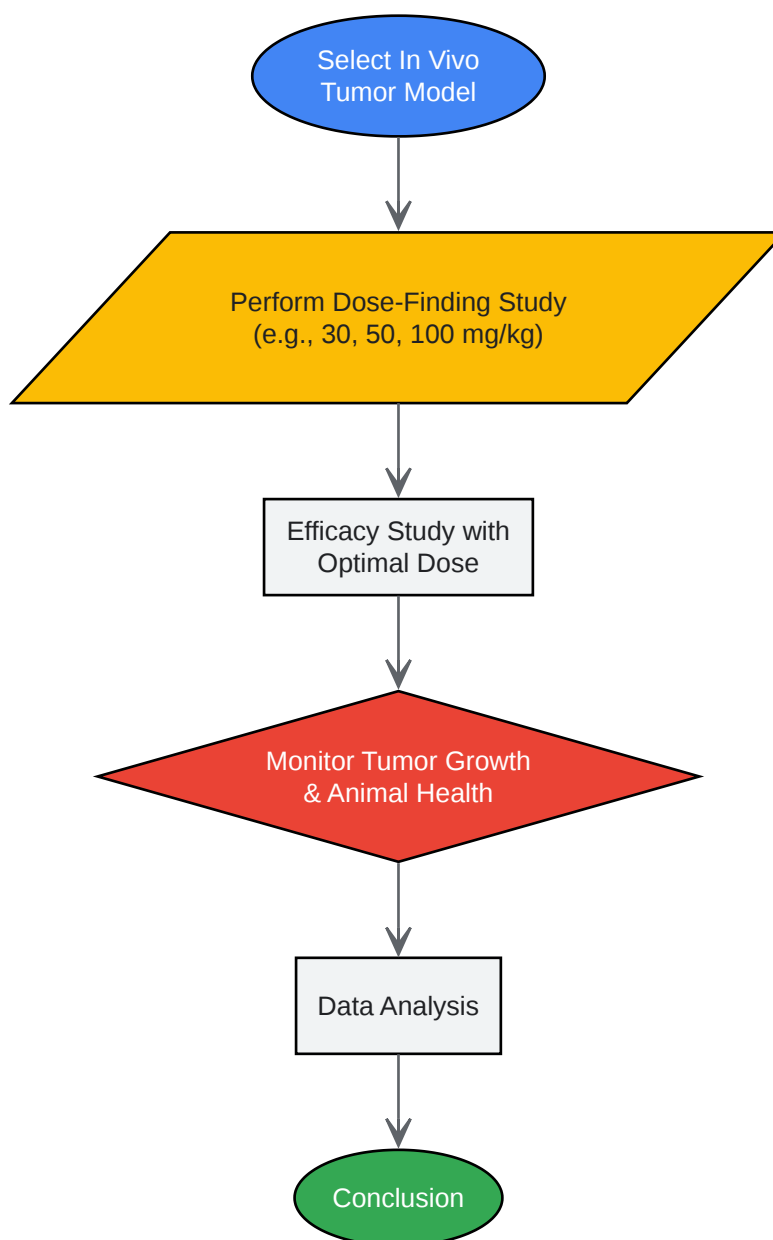 Select In Vivo
Tumor Model
Perform Dose-Finding Study
(e.g., 30, 50, 100 mg/kg)
Efficacy Study with
Optimal Dose
Monitor Tumor Growth
& Animal Health
Data Analysis
Conclusion